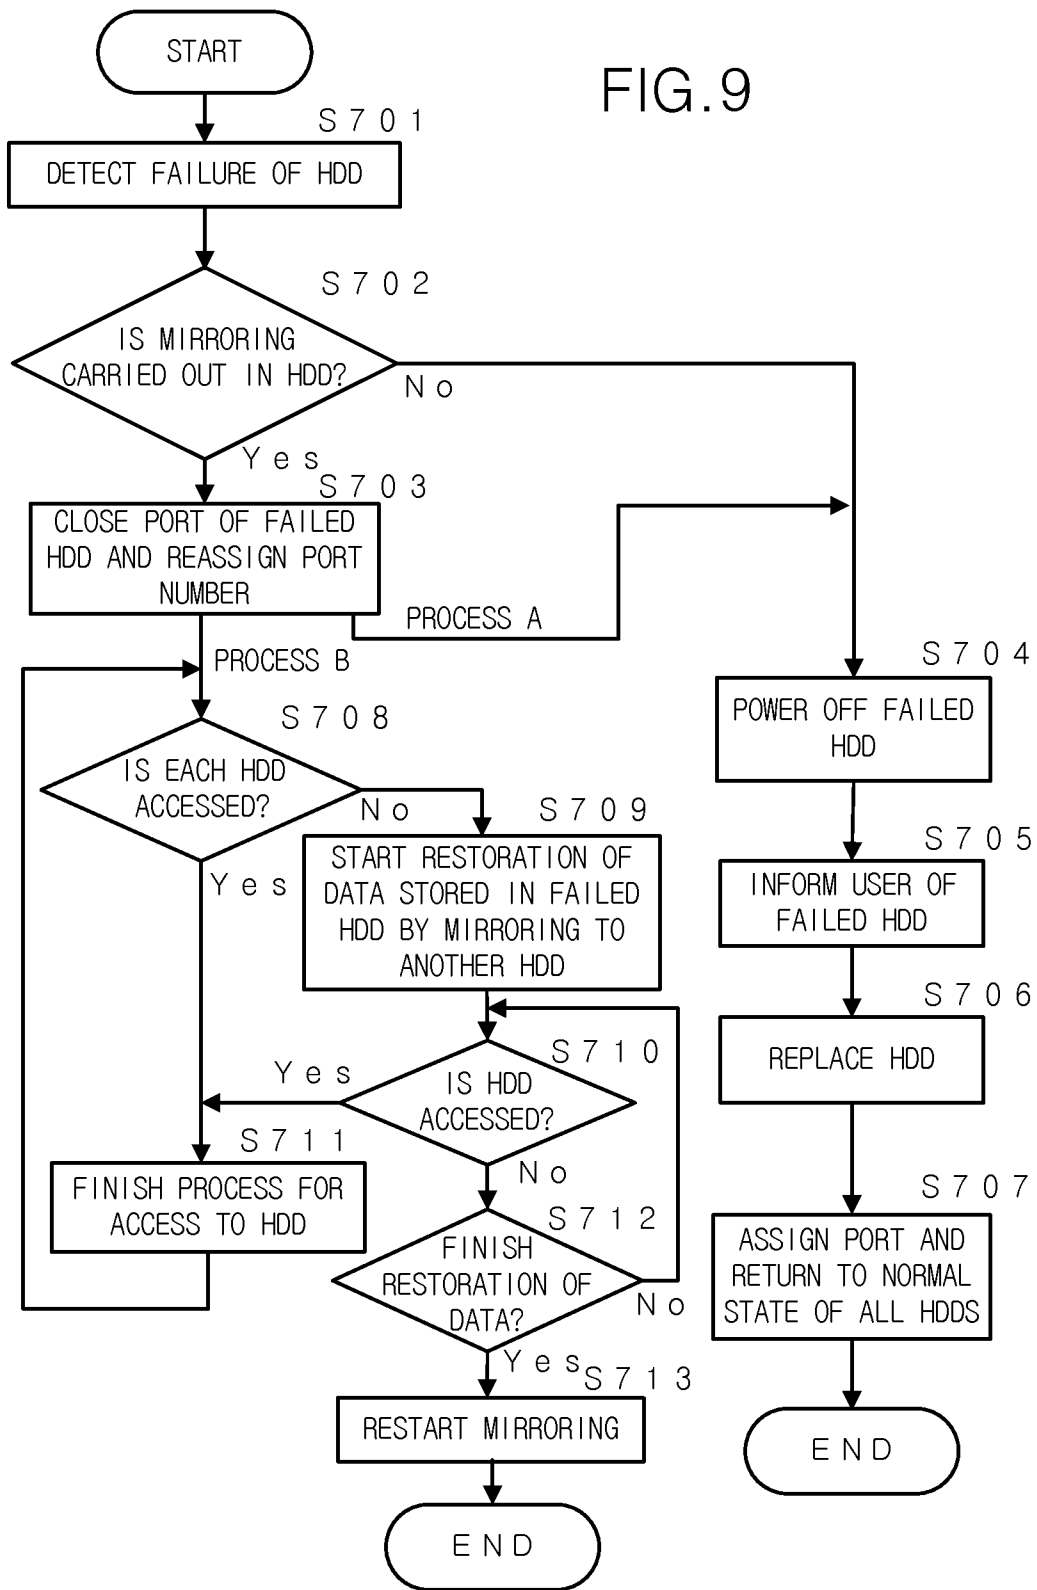 START
FIG.9
S701
DETECT FAILURE OF HDD
S702
IS MIRRORING
CARRIED OUT IN HDD?
No
Yes
S703
CLOSE PORT OF FAILED
HDD AND REASSIGN PORT
NUMBER
PROCESS A
PROCESS B
S704
POWER OFF FAILED
HDD
S708
IS EACH HDD
ACCESSED?
No
Yes
S709
START RESTORATION OF
DATA STORED IN FAILED
HDD BY MIRRORING TO
ANOTHER HDD
S705
INFORM USER OF
FAILED HDD
S706
REPLACE HDD
S710
IS HDD
ACCESSED?
Yes
No
S711
FINISH PROCESS FOR
ACCESS TO HDD
S712
FINISH
RESTORATION OF
DATA?
No
Yes
S707
ASSIGN PORT AND
RETURN TO NORMAL
STATE OF ALL HDDS
S713
RESTART MIRRORING
END
END